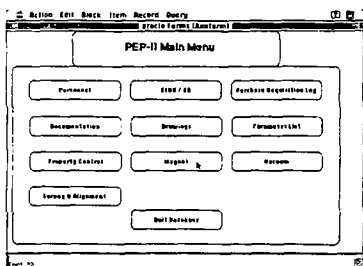 Action Edit Block Item Record Query
Oracle Forms (Runform)
PEP-II Main Menu
Personnel
Purchase Requisition Log
Documentation
Drawings
Parameter List
Property Control
Magnet
Vacuum
Survey & Alignment
Quit Database